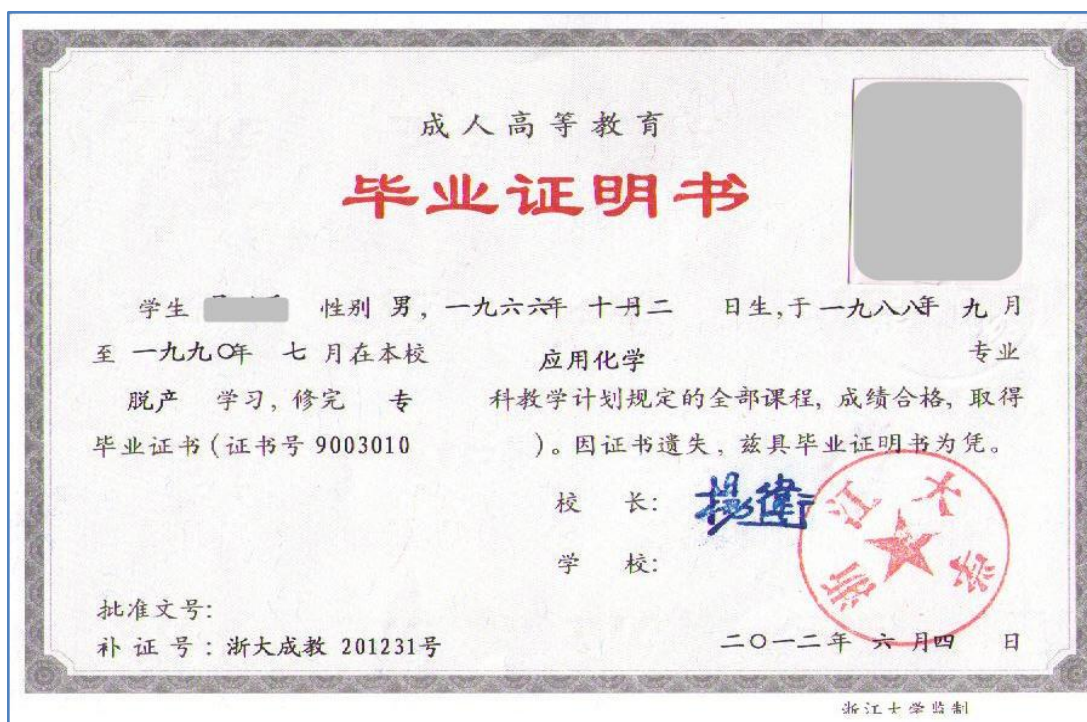 成人高等教育
毕业证明书
学生 性别 男，一九六六年 十月二 日生，于一九八八年 九 月
至 一九九〇年 七 月在本校 应用化学 专业
脱产 学习，修完 专 科教学计划规定的全部课程，成绩合格，取得
毕业证书（证书号 9003010 ）。因证书遗失，兹具毕业证明书为凭。
校 长： 杨卫
学 校：
浙江大学
批准文号：
补 证 号：浙大成教 201231号
二〇一二年 六 月四 日
浙江大学监制